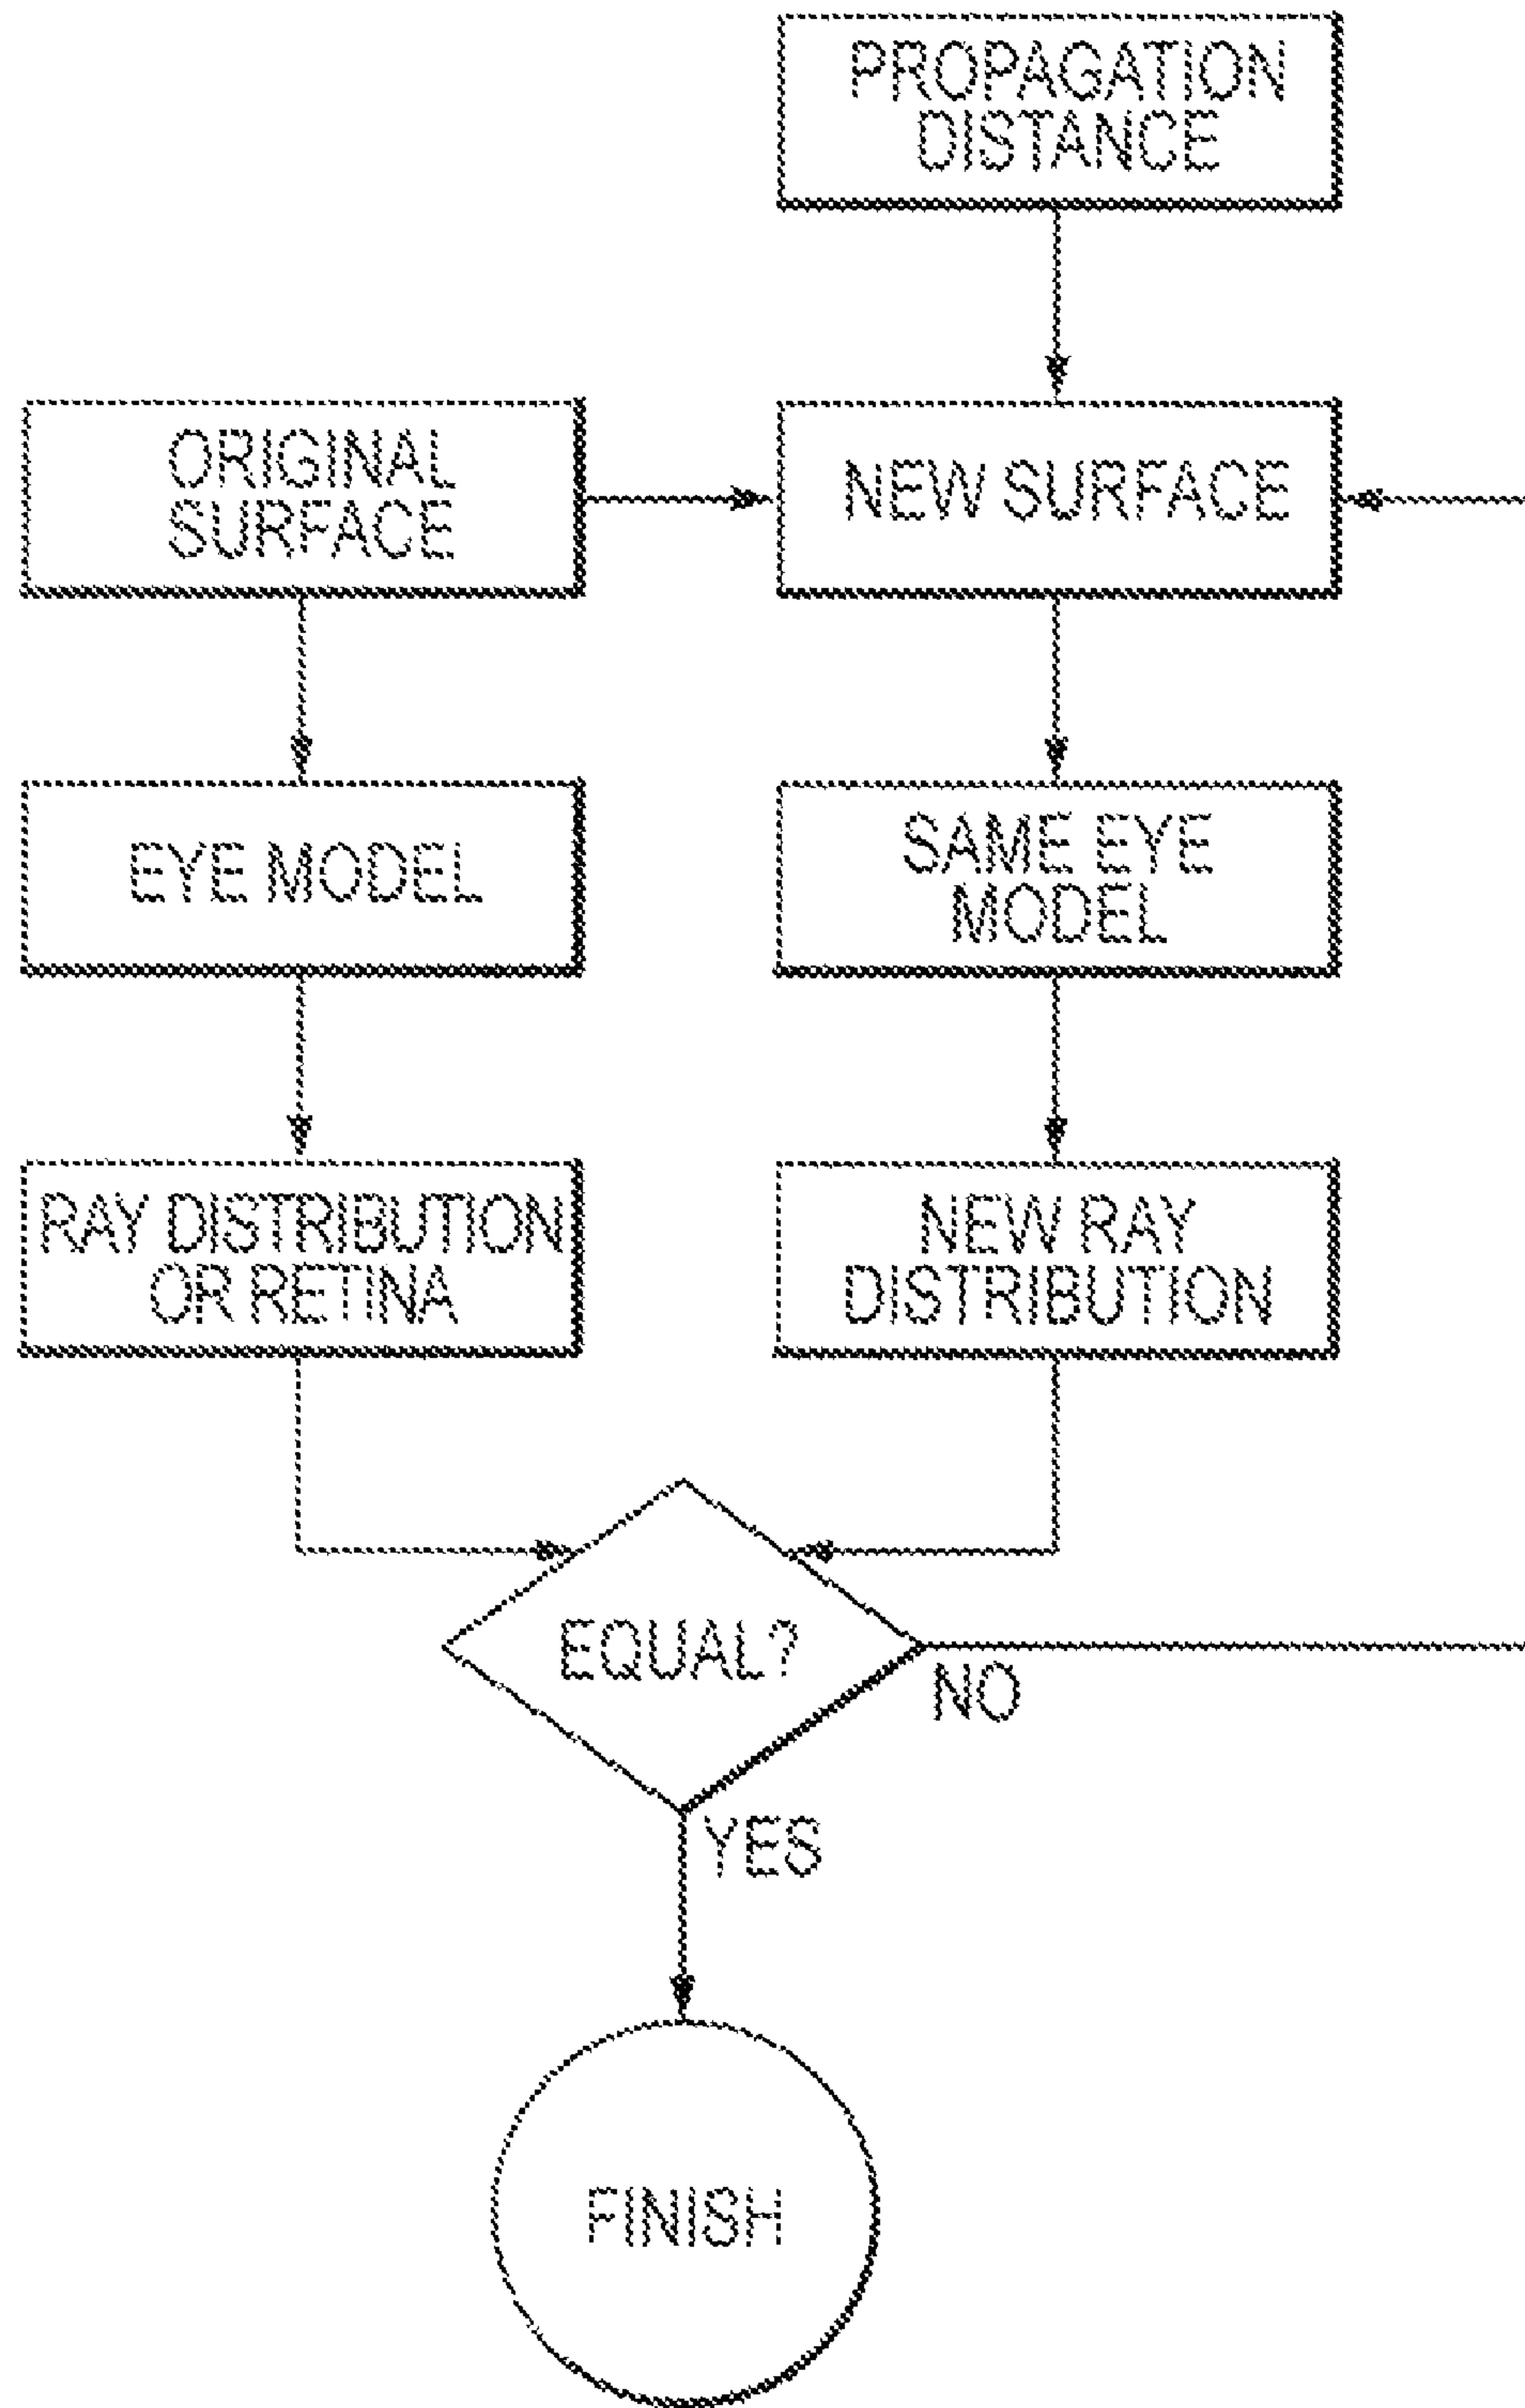 PROPAGATION
DISTANCE
ORIGINAL
SURFACE
NEW SURFACE
EYE MODEL
SAME EYE
MODEL
RAY DISTRIBUTION
OR RETINA
NEW RAY
DISTRIBUTION
EQUAL?
NO
YES
FINISH